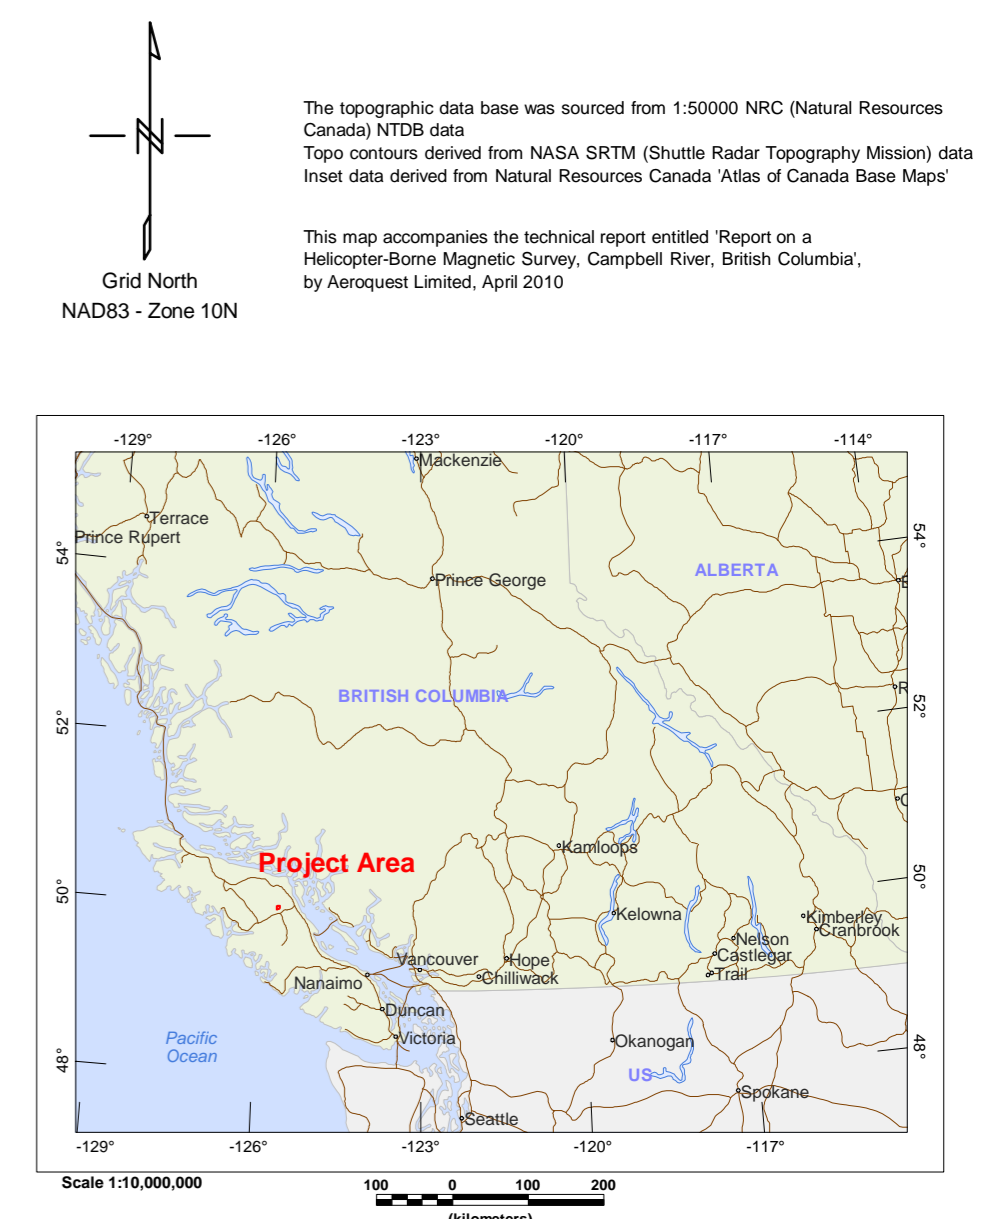 N
Grid North
NAD83 - Zone 10N
The topographic data base was sourced from 1:50000 NRC (Natural Resources
Canada) NTDB data
Topo contours derived from NASA SRTM (Shuttle Radar Topography Mission) data
Inset data derived from Natural Resources Canada 'Atlas of Canada Base Maps'
This map accompanies the technical report entitled 'Report on a
Helicopter-Borne Magnetic Survey, Campbell River, British Columbia',
by Aeroquest Limited, April 2010
-129° -126° -123° -120° -117° -114°
Mackenzie
Terrace
Prince Rupert
54° 54°
Prince George
ALBERTA
E
R
BRITISH COLUMBIA
52° 52°
C
Kamloops
Project Area
50° 50°
Kelowna
Kimberley
Cranbrook
Nelson
Castlegar
Trail
Vancouver
Hope
Chilliwack
Nanaimo
Duncan
Victoria
Pacific
Ocean
Okanogan
48° 48°
US
Spokane
Seattle
-129° -126° -123° -120° -117°
Scale 1:10,000,000
100 0 100 200
(kilometers)